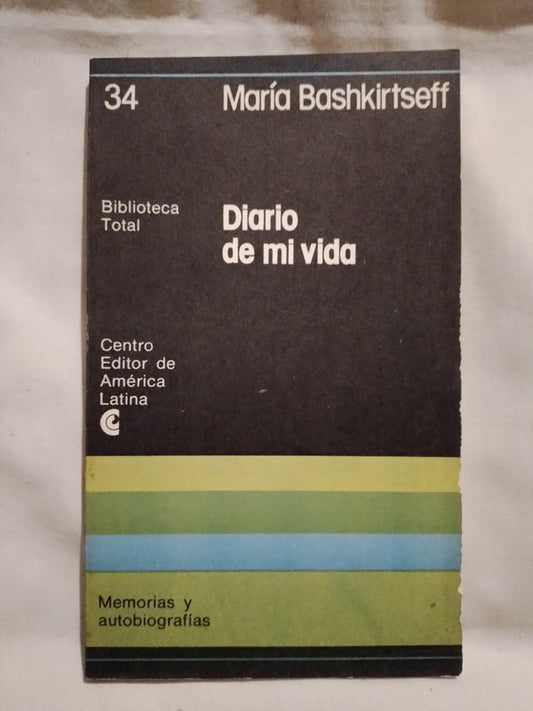 34
María Bashkirtseff
Biblioteca
Total
Diario
de mi vida
Centro
Editor de
América
Latina
Memorias y
autobiografías